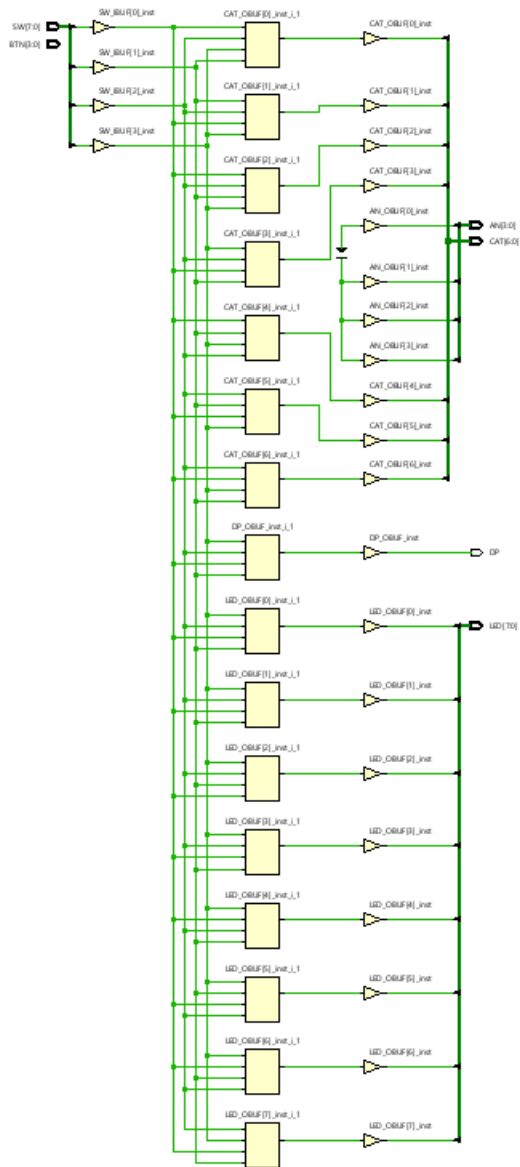 SW_IBUF[0]_inst
CAT_OBUF[0]_inst_i_1
CAT_OBUF[0]_inst
SW[7:0]
BTN[3:0]
SW_IBUF[1]_inst
SW_IBUF[2]_inst
CAT_OBUF[1]_inst_i_1
CAT_OBUF[1]_inst
SW_IBUF[3]_inst
CAT_OBUF[2]_inst
CAT_OBUF[2]_inst_i_1
CAT_OBUF[3]_inst
AN_OBUF[0]_inst
AN[3:0]
CAT_OBUF[3]_inst_i_1
CAT[6:0]
AN_OBUF[1]_inst
CAT_OBUF[4]_inst_i_1
AN_OBUF[2]_inst
AN_OBUF[3]_inst
CAT_OBUF[5]_inst_i_1
CAT_OBUF[4]_inst
CAT_OBUF[5]_inst
CAT_OBUF[6]_inst_i_1
CAT_OBUF[6]_inst
DP_OBUF_inst_i_1
DP_OBUF_inst
DP
LED_OBUF[0]_inst_i_1
LED_OBUF[0]_inst
LED[7:0]
LED_OBUF[1]_inst_i_1
LED_OBUF[1]_inst
LED_OBUF[2]_inst_i_1
LED_OBUF[2]_inst
LED_OBUF[3]_inst_i_1
LED_OBUF[3]_inst
LED_OBUF[4]_inst_i_1
LED_OBUF[4]_inst
LED_OBUF[5]_inst_i_1
LED_OBUF[5]_inst
LED_OBUF[6]_inst_i_1
LED_OBUF[6]_inst
LED_OBUF[7]_inst_i_1
LED_OBUF[7]_inst